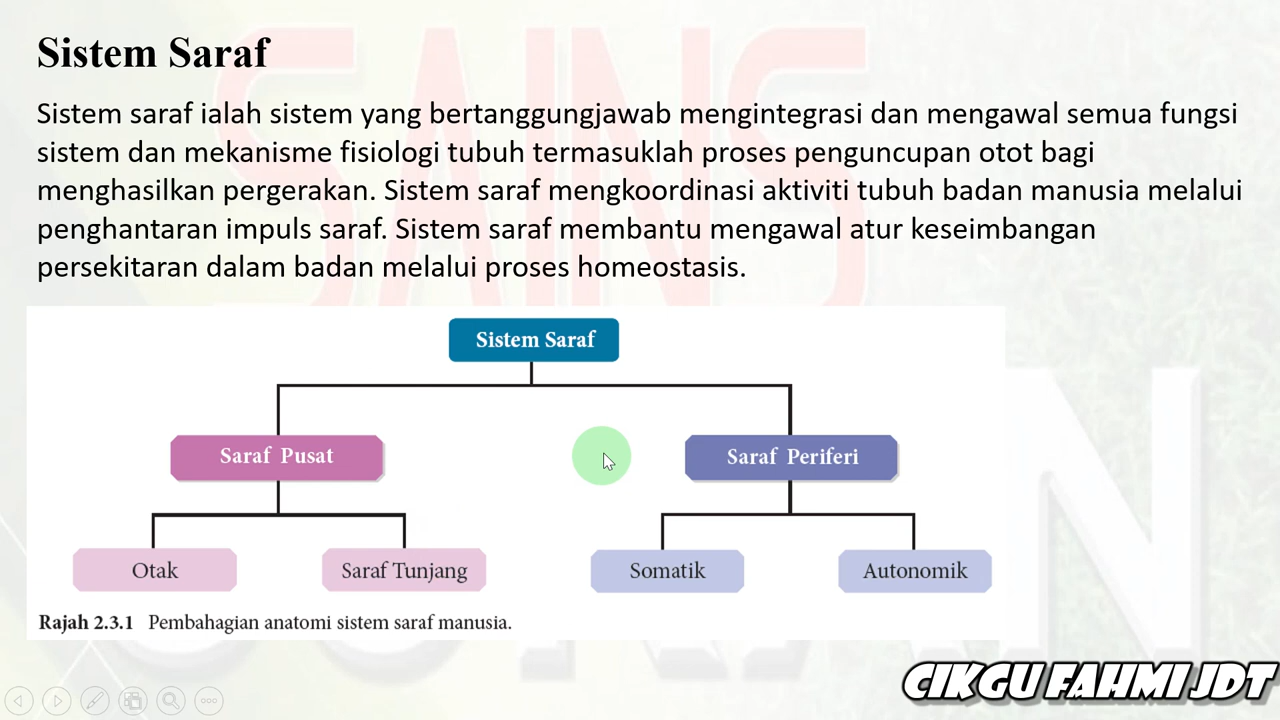 Sistem Saraf
Sistem saraf ialah sistem yang bertanggungjawab mengintegrasi dan mengawal semua fungsi
sistem dan mekanisme fisiologi tubuh termasuklah proses penguncupan otot bagi
menghasilkan pergerakan. Sistem saraf mengkoordinasi aktiviti tubuh badan manusia melalui
penghantaran impuls saraf. Sistem saraf membantu mengawal atur keseimbangan
persekitaran dalam badan melalui proses homeostasis.
Sistem Saraf
Saraf Pusat
Saraf Periferi
Otak
Saraf Tunjang
Somatik
Autonomik
Rajah 2.3.1 Pembahagian anatomi sistem saraf manusia.
CIKGU FAHMI JDT
SAINS